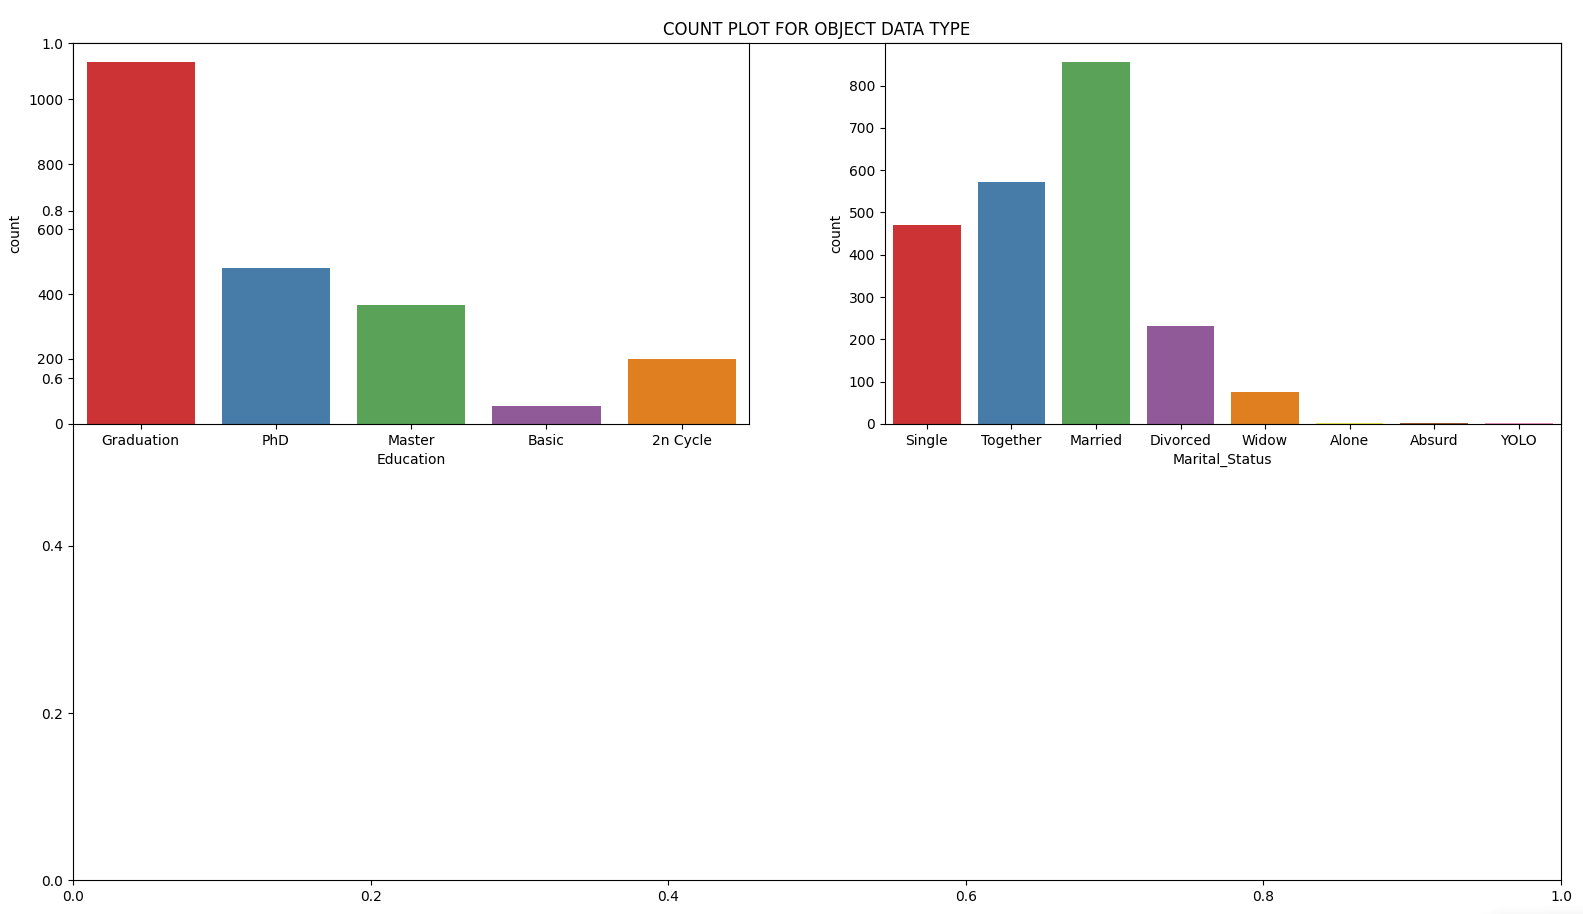 COUNT PLOT FOR OBJECT DATA TYPE
1.0
1000
800
0.8
600
400
200
0.6
0
count
Graduation PhD Master Basic 2n Cycle
Education
800
700
600
500
400
300
200
100
0
count
Single Together Married Divorced Widow Alone Absurd YOLO
Marital_Status
0.4
0.2
0.0
0.0 0.2 0.4 0.6 0.8 1.0